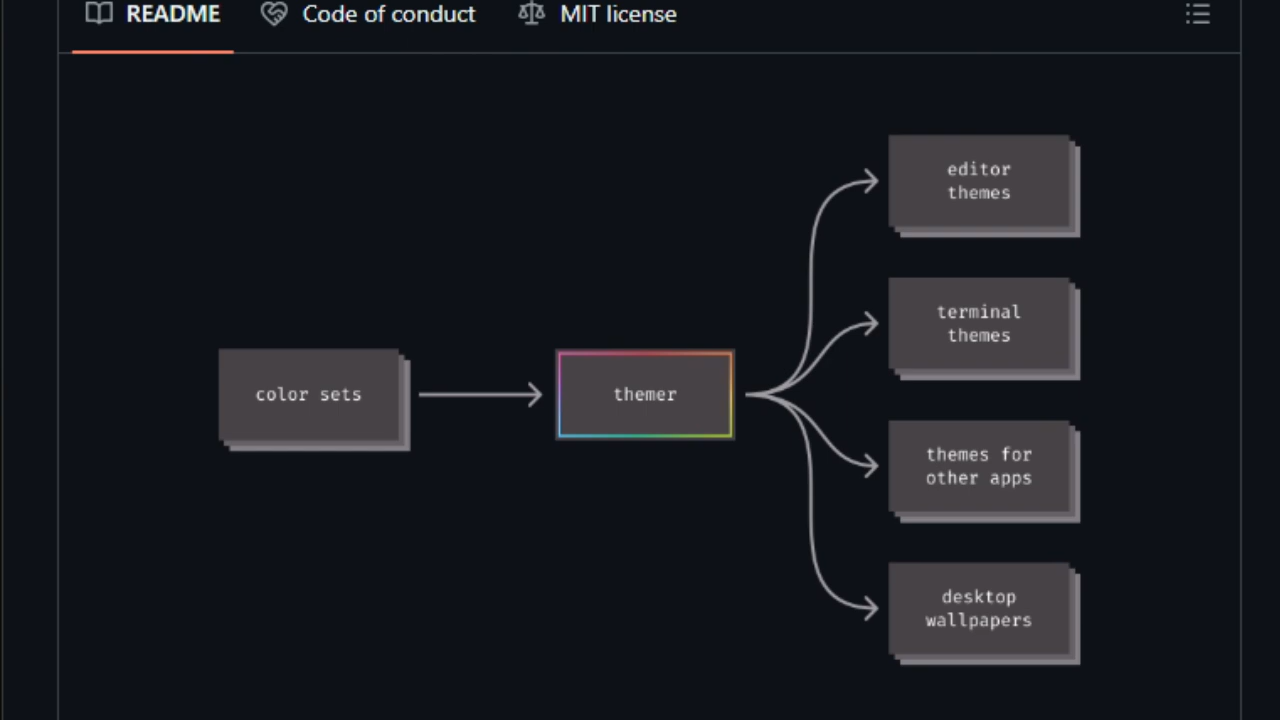 README
Code of conduct
MIT license
editor
themes
terminal
themes
color sets
themer
themes for
other apps
desktop
wallpapers